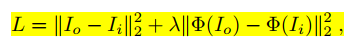 L = ‖I_o − I_i‖_2^2 + λ‖Φ(I_o) − Φ(I_i)‖_2^2 ,